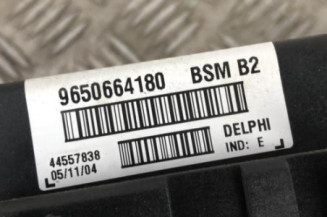 9650664180 BSM B2
44557838 DELPHI
05/11/04 IND: E